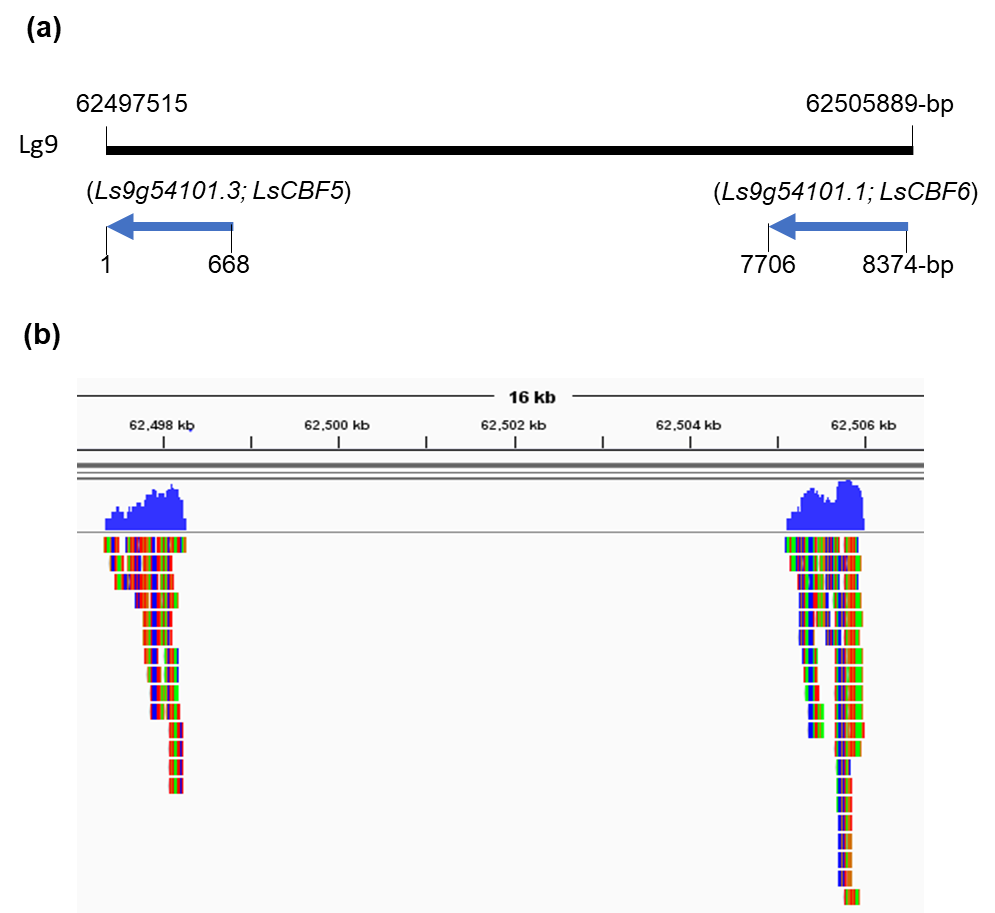 (a)
62497515 62505889-bp
Lg9
(Ls9g54101.3; LsCBF5) (Ls9g54101.1; LsCBF6)
1 668 7706 8374-bp
(b)
16 kb
62,498 kb 62,500 kb 62,502 kb 62,504 kb 62,506 kb